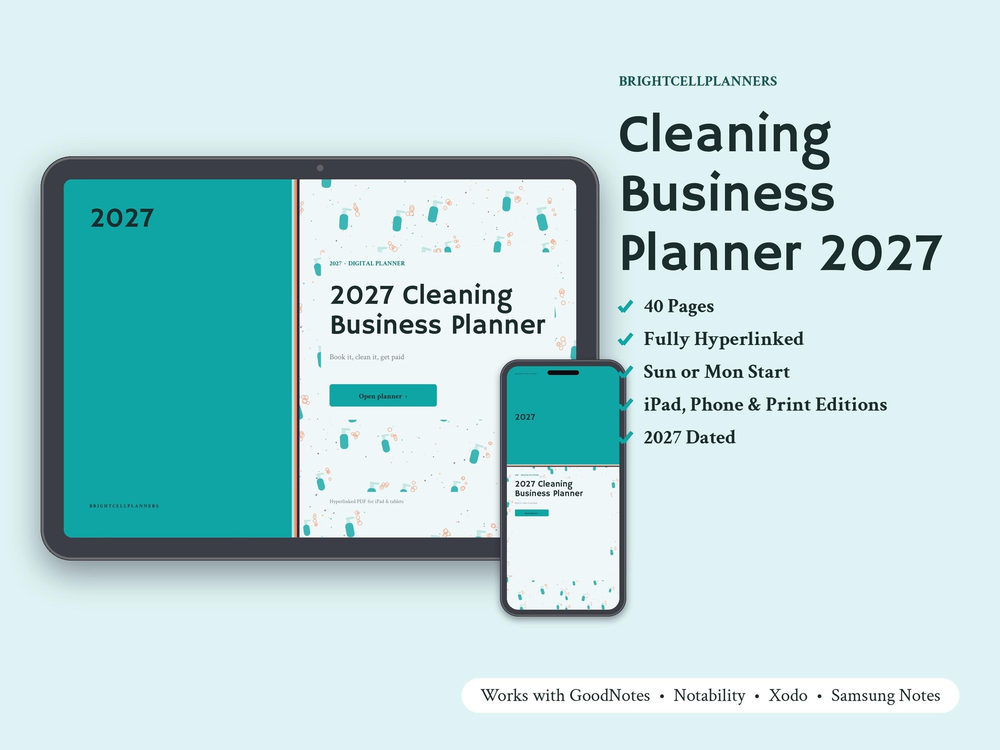 BRIGHTCELLPLANNERS
Cleaning
Business
Planner 2027
40 Pages
Fully Hyperlinked
Sun or Mon Start
iPad, Phone & Print Editions
2027 Dated
2027
BRIGHTCELLPLANNERS
2027 · DIGITAL PLANNER
2027 Cleaning
Business Planner
Book it, clean it, get paid
Open planner ›
Hyperlinked PDF for iPad & tablets
2027
2027 Cleaning
Business Planner
Works with GoodNotes • Notability • Xodo • Samsung Notes